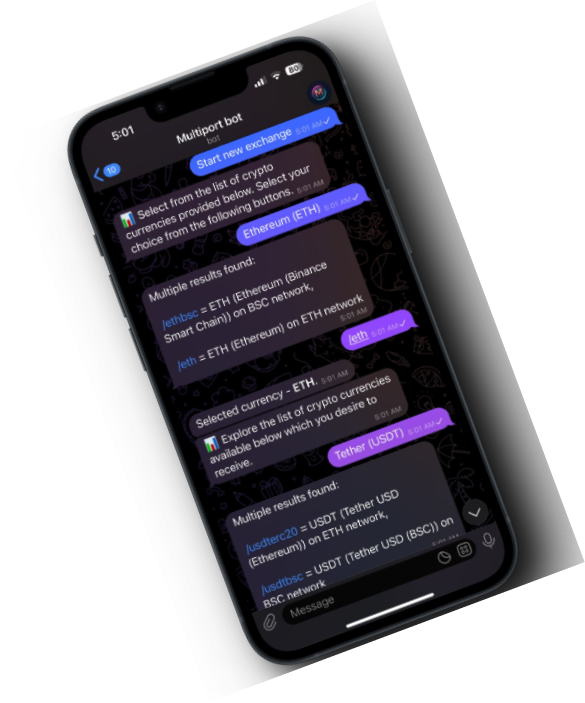 5:01
80
10
Multiport bot
bot
M
Start new exchange 5:01 AM
📊 Select from the list of crypto
currencies provided below. Select your
choice from the following buttons. 5:01 AM
Ethereum (ETH) 5:01 AM
Multiple results found:
/ethbsc = ETH (Ethereum (Binance
Smart Chain)) on BSC network,
/eth = ETH (Ethereum) on ETH network
5:01 AM
/eth 5:01 AM
Selected currency - ETH. 5:01 AM
📊 Explore the list of crypto currencies
available below which you desire to
receive. 5:01 AM
Tether (USDT) 5:01 AM
Multiple results found:
/usdterc20 = USDT (Tether USD
(Ethereum)) on ETH network,
/usdtbsc = USDT (Tether USD (BSC)) on
BSC network
Message